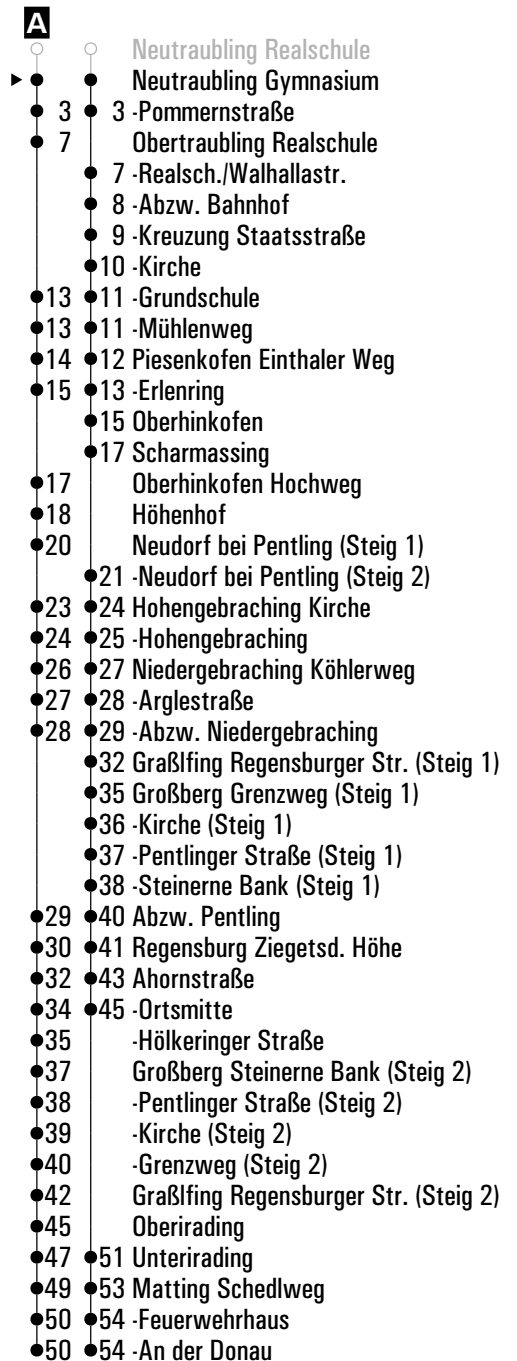 A
Neutraubling Realschule
Neutraubling Gymnasium
3 3 -Pommernstraße
7 Obertraubling Realschule
7 -Realsch./Walhallastr.
8 -Abzw. Bahnhof
9 -Kreuzung Staatsstraße
10 -Kirche
13 11 -Grundschule
13 11 -Mühlenweg
14 12 Piesenkofen Einthaler Weg
15 13 -Erlenring
15 Oberhinkofen
17 Scharmassing
17 Oberhinkofen Hochweg
18 Höhenhof
20 Neudorf bei Pentling (Steig 1)
21 -Neudorf bei Pentling (Steig 2)
23 24 Hohengebraching Kirche
24 25 -Hohengebraching
26 27 Niedergebraching Köhlerweg
27 28 -Arglestraße
28 29 -Abzw. Niedergebraching
32 Graßlfing Regensburger Str. (Steig 1)
35 Großberg Grenzweg (Steig 1)
36 -Kirche (Steig 1)
37 -Pentlinger Straße (Steig 1)
38 -Steinerne Bank (Steig 1)
29 40 Abzw. Pentling
30 41 Regensburg Ziegetsd. Höhe
32 43 Ahornstraße
34 45 -Ortsmitte
35 -Hölkeringer Straße
37 Großberg Steinerne Bank (Steig 2)
38 -Pentlinger Straße (Steig 2)
39 -Kirche (Steig 2)
40 -Grenzweg (Steig 2)
42 Graßlfing Regensburger Str. (Steig 2)
45 Oberirading
47 51 Unterirading
49 53 Matting Schedlweg
50 54 -Feuerwehrhaus
50 54 -An der Donau